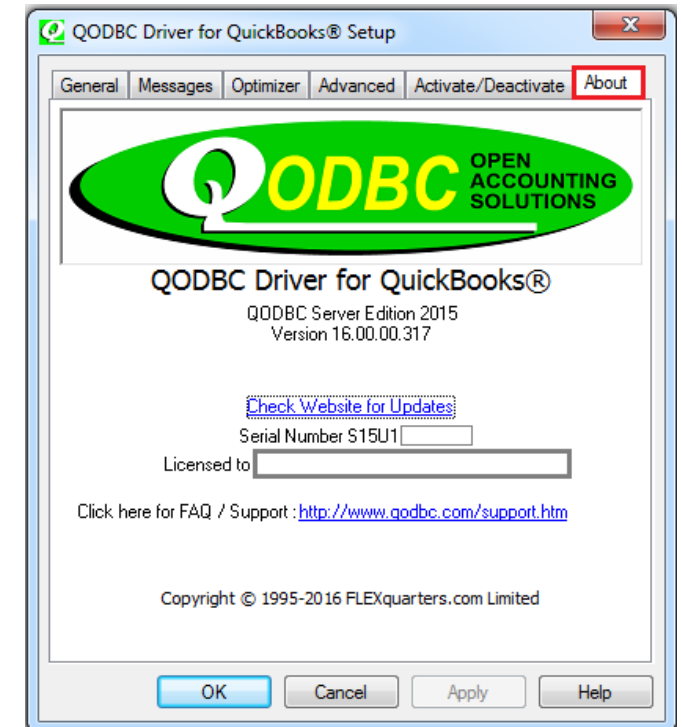 QODBC Driver for QuickBooks® Setup
General Messages Optimizer Advanced Activate/Deactivate About
QODBC OPEN
ACCOUNTING
SOLUTIONS
QODBC Driver for QuickBooks®
QODBC Server Edition 2015
Version 16.00.00.317
Check Website for Updates
Serial Number S15U1
Licensed to
Click here for FAQ / Support : http://www.qodbc.com/support.htm
Copyright © 1995-2016 FLEXquarters.com Limited
OK Cancel Apply Help